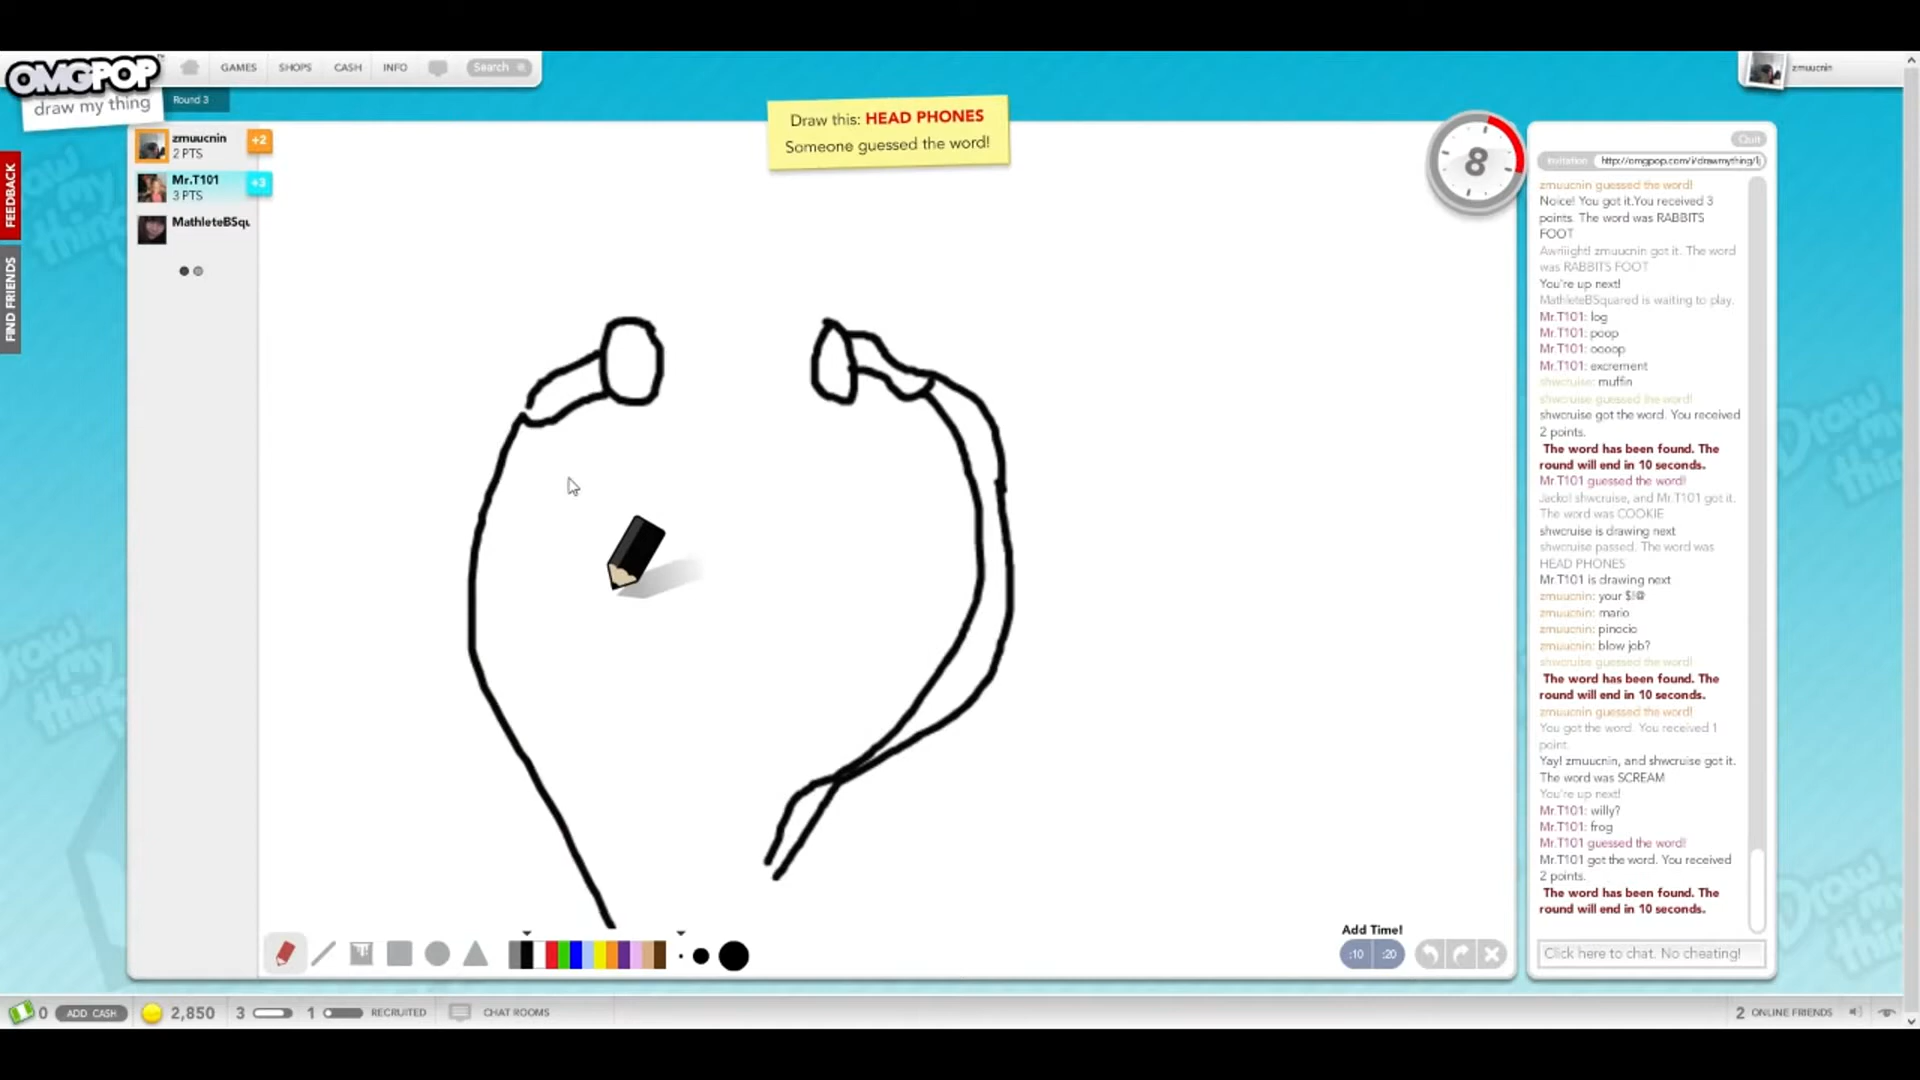 OMGPOP
draw my thing
GAMES
SHOPS
CASH
INFO
Search
Round 3
zmuucnin
Draw this: HEAD PHONES
Someone guessed the word!
FEEDBACK
FIND FRIENDS
zmuucnin
2 PTS
+2
Mr.T101
3 PTS
+3
MathleteBSqu
8
Quit
Invitation
http://omgpop.com/i/drawmything/1
zmuucnin guessed the word!
Noice! You got it.You received 3
points. The word was RABBITS
FOOT
Awriiight! zmuucnin got it. The word
was RABBITS FOOT
You're up next!
MathleteBSquared is waiting to play.
Mr.T101: log
Mr.T101: poop
Mr.T101: oooop
Mr.T101: excrement
shwcruise: muffin
shwcruise guessed the word!
shwcruise got the word. You received
2 points.
The word has been found. The
round will end in 10 seconds.
Mr.T101 guessed the word!
Jacko! shwcruise, and Mr.T101 got it.
The word was COOKIE
shwcruise is drawing next
shwcruise passed. The word was
HEAD PHONES
Mr.T101 is drawing next
zmuucnin: your $!@
zmuucnin: mario
zmuucnin: pinocio
zmuucnin: blow job?
shwcruise guessed the word!
The word has been found. The
round will end in 10 seconds.
zmuucnin guessed the word!
You got the word. You received 1
point.
Yay! zmuucnin, and shwcruise got it.
The word was SCREAM
You're up next!
Mr.T101: willy?
Mr.T101: frog
Mr.T101 guessed the word!
Mr.T101 got the word. You received
2 points.
The word has been found. The
round will end in 10 seconds.
Click here to chat. No cheating!
Add Time!
:10
:20
0
ADD CASH
2,850
3
1
RECRUITED
CHAT ROOMS
2 ONLINE FRIENDS